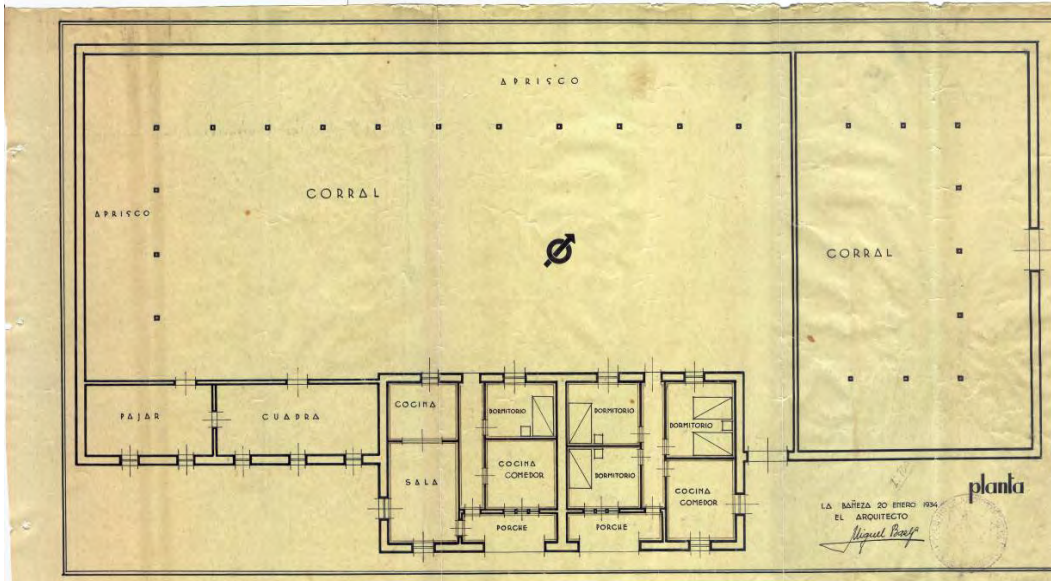 APRISCO
CORRAL
APRISCO
CORRAL
PAJAR
CUADRA
COCINA
SALA
DORMITORIO
COCINA
COMEDOR
PORCHE
DORMITORIO
DORMITORIO
PORCHE
DORMITORIO
COCINA
COMEDOR
planta
LA BAÑEZA 20 ENERO 1934
EL ARQUITECTO
Miguel